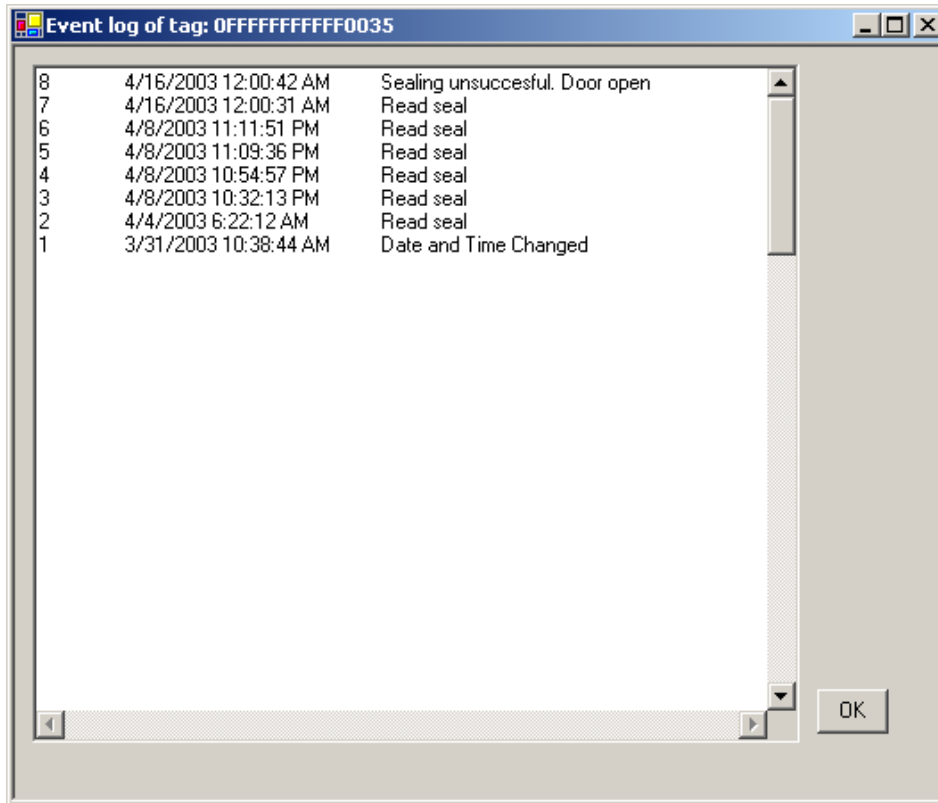 Event log of tag: 0FFFFFFFFFFF0035
8 4/16/2003 12:00:42 AM Sealing unsuccesful. Door open
7 4/16/2003 12:00:31 AM Read seal
6 4/8/2003 11:11:51 PM Read seal
5 4/8/2003 11:09:36 PM Read seal
4 4/8/2003 10:54:57 PM Read seal
3 4/8/2003 10:32:13 PM Read seal
2 4/4/2003 6:22:12 AM Read seal
1 3/31/2003 10:38:44 AM Date and Time Changed
OK